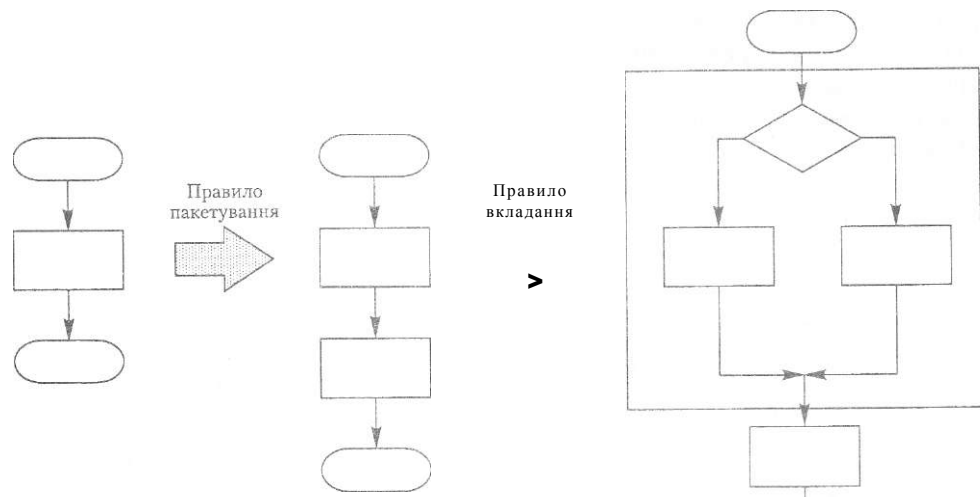 Правило
пакетування
Правило
вкладання
>